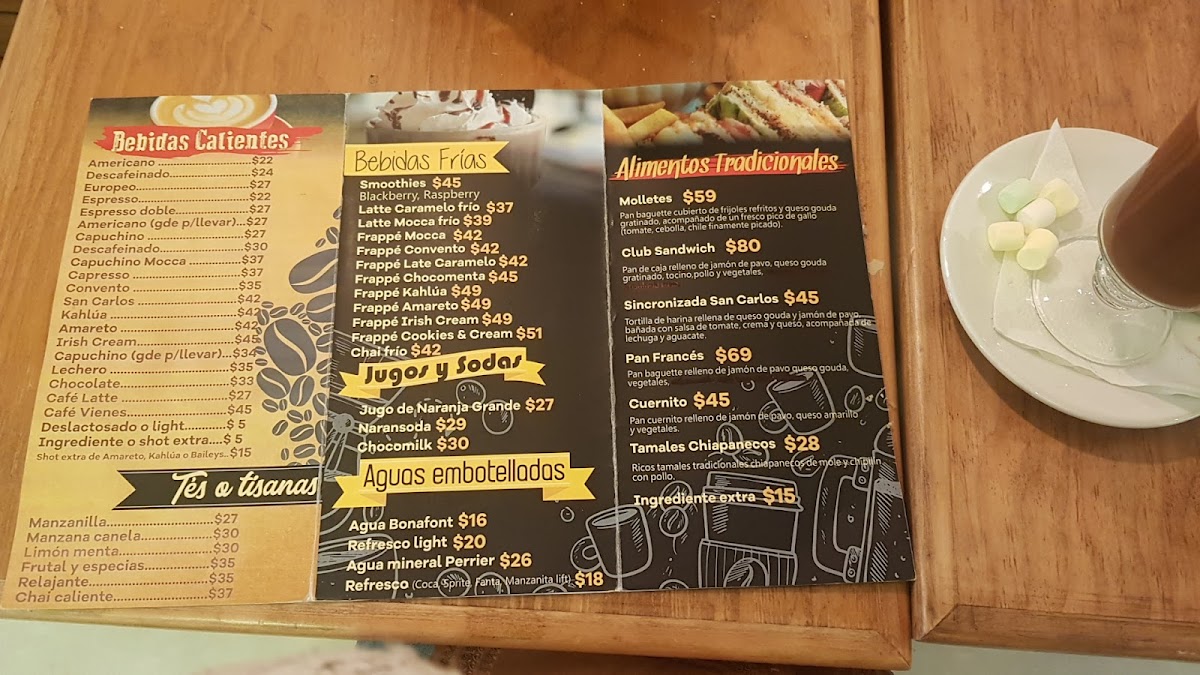 Bebidas Calientes
Americano ........................... $22
Descafeinado....................... $24
Europeo................................ $27
Espresso............................... $22
Espresso doble..................... $27
Americano (gde p/llevar)...$27
Capuchino ........................... $27
Descafeinado....................... $30
Capuchino Mocca ............... $37
Capresso .............................. $37
Convento ............................. $35
San Carlos ........................... $42
Kahlúa .................................. $42
Amareto ............................... $42
Irish Cream.......................... $45
Capuchino (gde p/llevar)...$34
Lechero ................................ $35
Chocolate............................. $33
Café Latte ............................ $27
Café Vienes.......................... $45
Deslactosado o light........... $ 5
Ingrediente o shot extra.... $ 5
Shot extra de Amareto, Kahlúa o Baileys.. $15
Tés o tisanas
Manzanilla........................... $27
Manzana canela.................. $30
Limón menta....................... $30
Frutal y especias................. $35
Relajante.............................. $35
Chai caliente....................... $37
Bebidas Frías
Smoothies $45
Blackberry, Raspberry
Latte Caramelo frío $37
Latte Mocca frío $39
Frappé Mocca $42
Frappé Convento $42
Frappé Late Caramelo $42
Frappé Chocomenta $45
Frappé Kahlúa $49
Frappé Amareto $49
Frappé Irish Cream $49
Frappé Cookies & Cream $51
Chai frío $42
Jugos y Sodas
Jugo de Naranja Grande $27
Naransoda $29
Chocomilk $30
Aguas embotelladas
Agua Bonafont $16
Refresco light $20
Agua mineral Perrier $26
Refresco (Coca, Sprite, Fanta, Manzanita lift) $18
Alimentos Tradicionales
Molletes $59
Pan baguette cubierto de frijoles refritos y queso gouda
gratinado, acompañado de un fresco pico de gallo
(tomate, cebolla, chile finamente picado).
Club Sandwich $80
Pan de caja relleno de jamón de pavo, queso gouda
gratinado, tocino,pollo y vegetales,
Sincronizada San Carlos $45
Tortilla de harina rellena de queso gouda y jamón de pavo,
bañada con salsa de tomate, crema y queso, acompañada de
lechuga y aguacate.
Pan Francés $69
Pan baguette relleno de jamón de pavo queso gouda,
vegetales,
Cuernito $45
Pan cuernito relleno de jamón de pavo, queso amarillo
y vegetales.
Tamales Chiapanecos $28
Ricos tamales tradicionales chiapanecos de mole y chipilin
con pollo.
Ingrediente extra $15